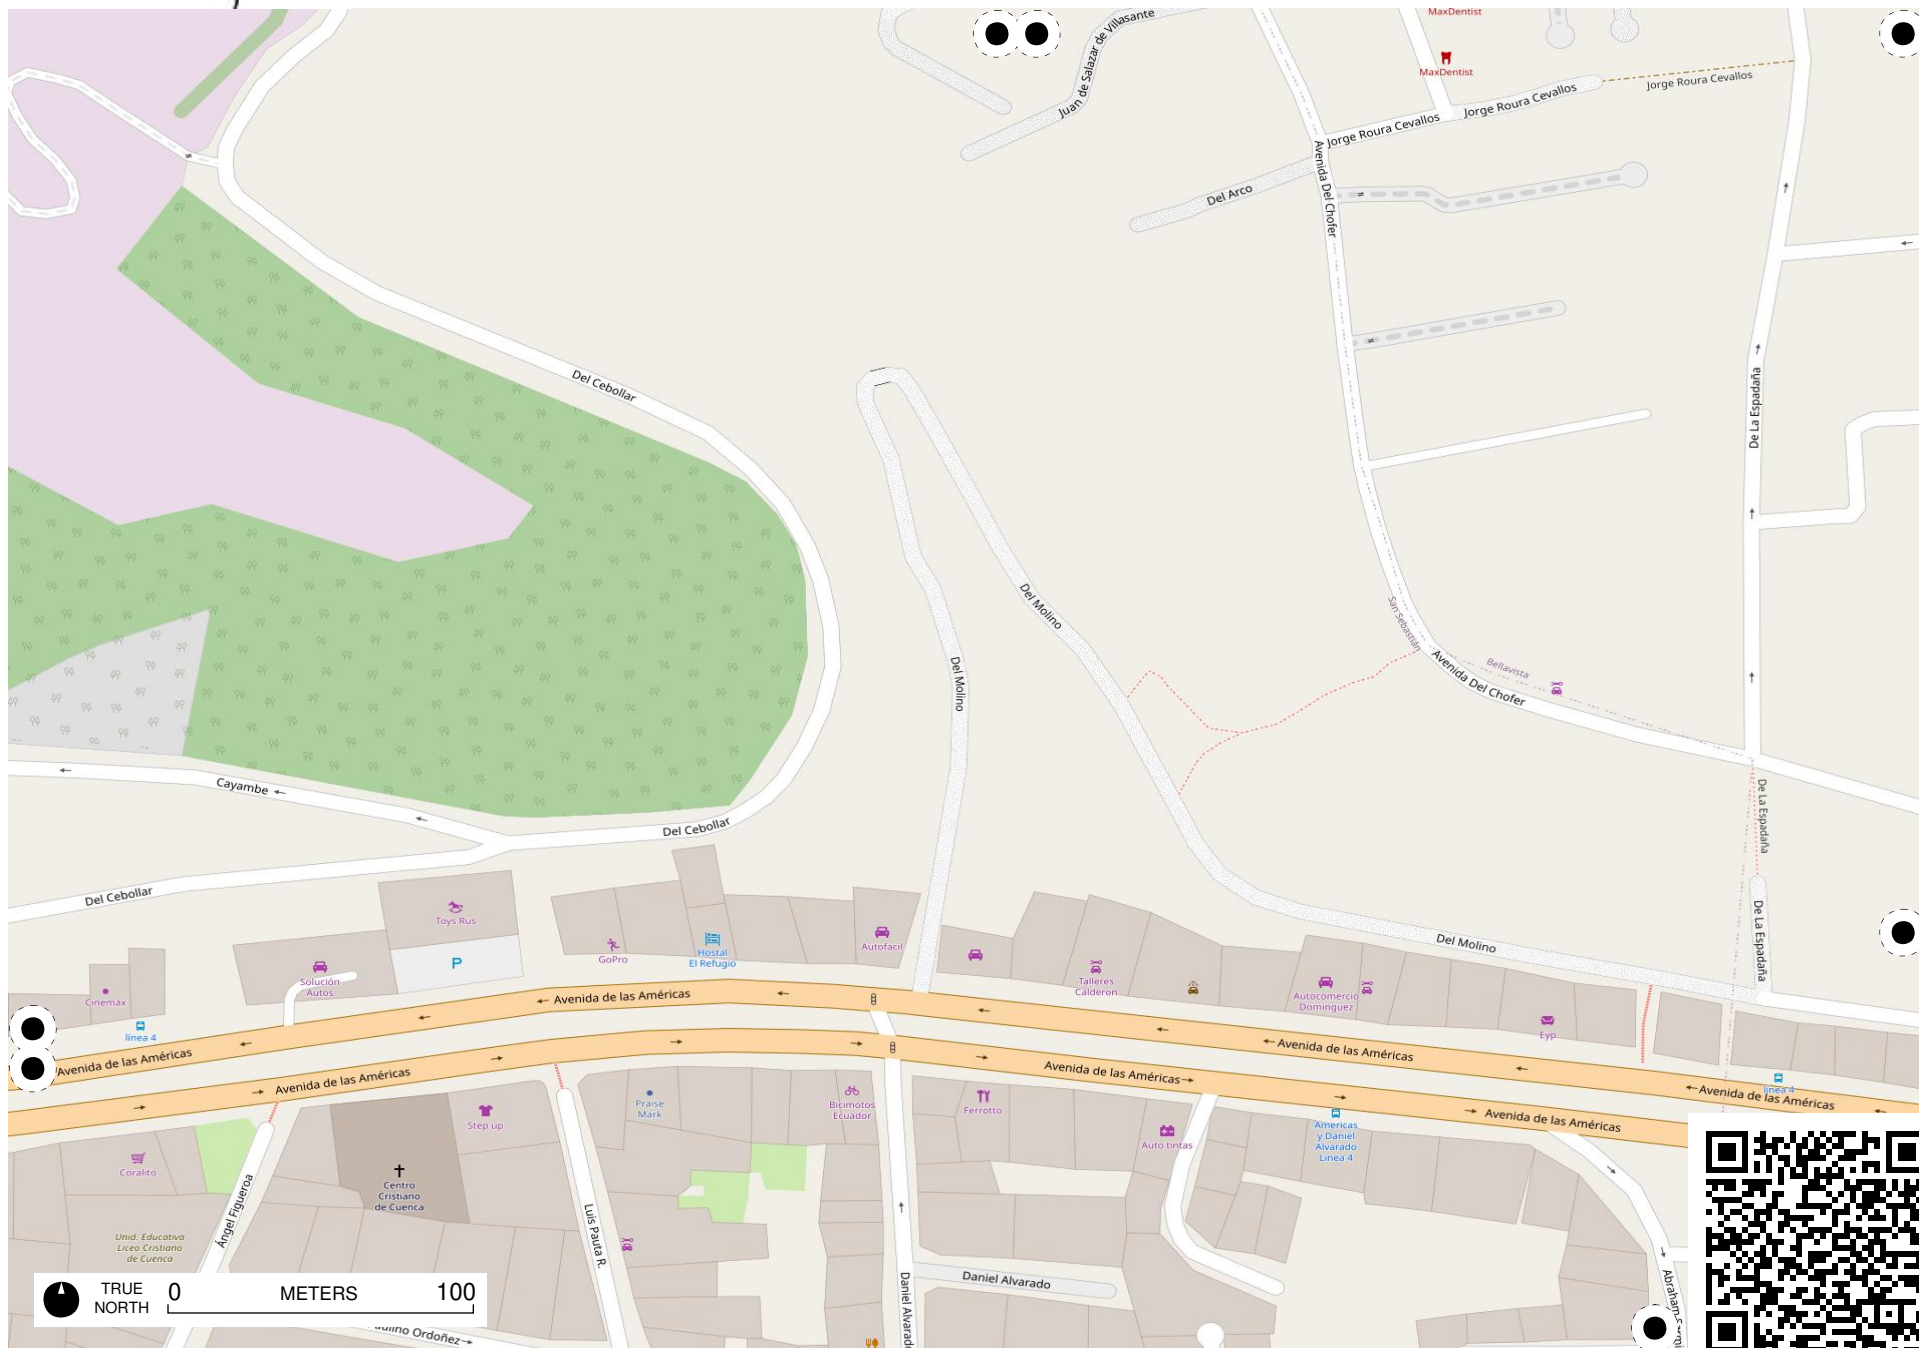 MaxDentist
Juan de Salazar de Villasante
MaxDentist
Jorge Roura Cevallos
Jorge Roura Cevallos
Jorge Roura Cevallos
Avenida Del Chofer
Del Arco
Del Cebollar
De La Espadaña
Del Molino
San Sebastián
Del Molino
Bellavista
Avenida Del Chofer
Cayambe
De La Espadaña
Del Cebollar
Del Cebollar
Toys Rus
De La Espadaña
Autofacil
Del Molino
GoPro
Hostal
El Refugio
P
Solución
Autos
Talleres
Calderon
Cinemax
Autocomercio
Dominguez
Avenida de las Américas
linea 4
Eyp
Avenida de las Américas
Avenida de las Américas
Avenida de las Américas
Avenida de las Américas
linea 4
Avenida de las Américas
Praise
Mark
Bicimotos
Ecuador
Ferrotto
Avenida de las Américas
Step up
Americas
y Daniel
Alvarado
Linea 4
Auto tintas
Coralito
Centro
Cristiano
de Cuenca
Ángel Figueroa
Luis Pauta R.
Unid. Educativa
Liceo Cristiano
de Cuenca
Daniel Alvarado
Daniel Alvarado
Abraham
TRUE
NORTH
0 METERS 100
Ordoñez